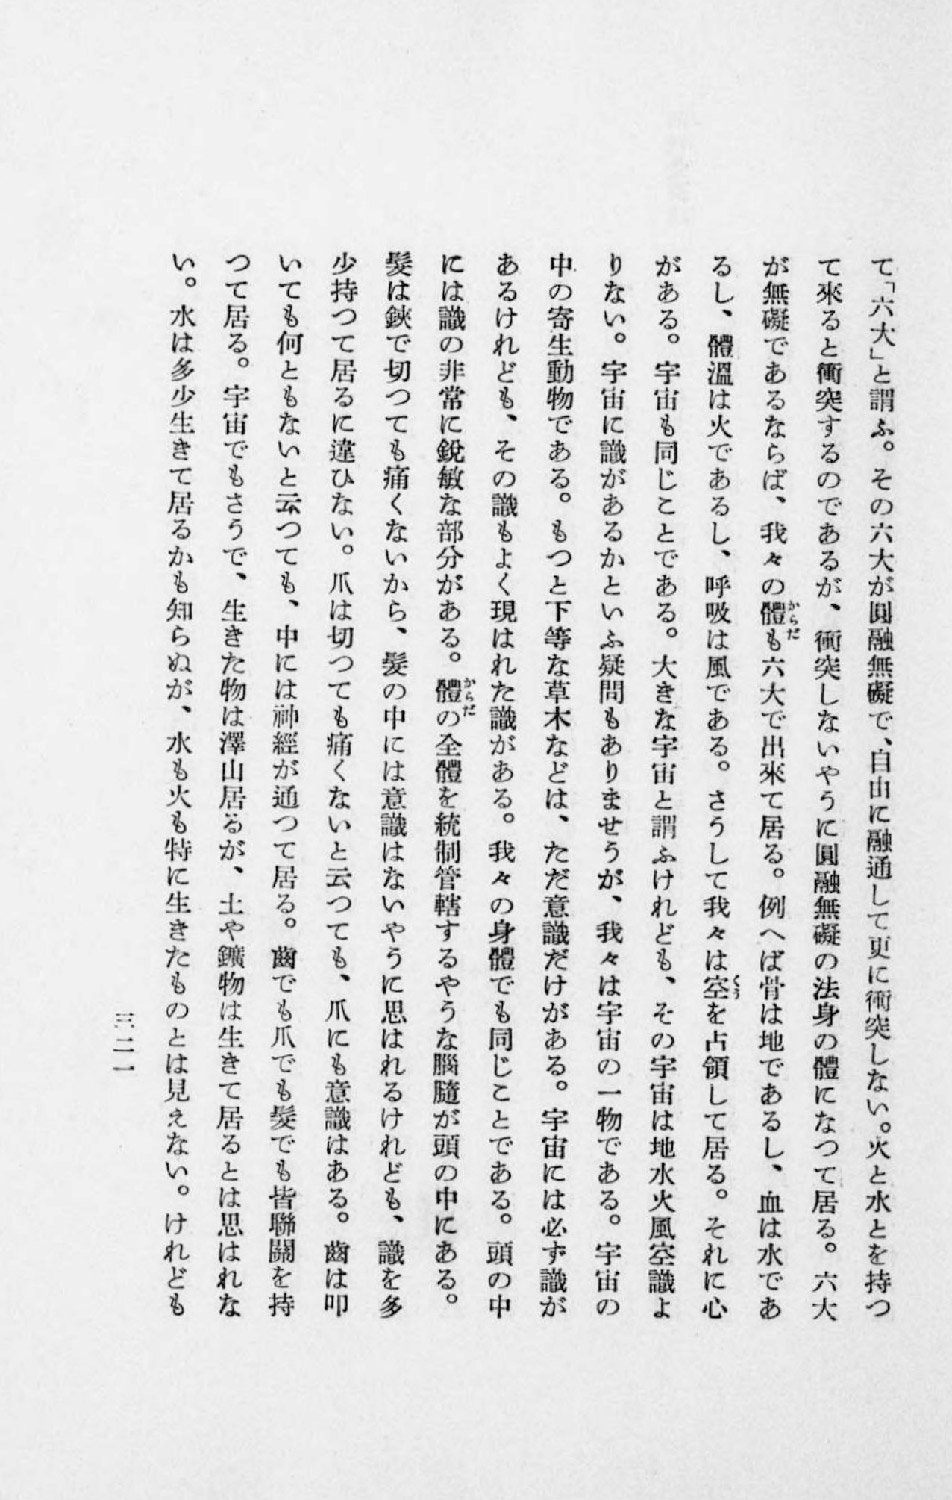 て「六大」と謂ふ。その六大が圓融無礙で、自由に融通して更に衝突しない。火と水とを持つ
て來ると衝突するのであるが、衝突しないやうに圓融無礙の法身の體になつて居る。六大
が無礙であるならば、我々の體からだも六大で出來て居る。例へば骨は地であるし、血は水であ
るし、體溫は火であるし、呼吸は風である。さうして我々は空くうを占領して居る。それに心
がある。宇宙も同じことである。大きな宇宙と謂ふけれども、その宇宙は地水火風空識よ
りない。宇宙に識があるかといふ疑問もありませうが、我々は宇宙の一物である。宇宙の
中の寄生動物である。もつと下等な草木などは、ただ意識だけがある。宇宙には必ず識が
あるけれども、その識もよく現はれた識がある。我々の身體でも同じことである。頭の中
には識の非常に銳敏な部分がある。體からだの全體を統制管轄するやうな腦髓が頭の中にある。
髮は鋏で切つても痛くないから、髮の中には意識はないやうに思はれるけれども、識を多
少持つて居るに違ひない。爪は切つても痛くないと云つても、爪にも意識はある。齒は叩
いても何ともないと云つても、中には神經が通つて居る。齒でも爪でも髮でも皆聯關を持
つて居る。宇宙でもさうで、生きた物は澤山居るが、土や鑛物は生きて居るとは思はれな
い。水は多少生きて居るかも知らぬが、水も火も特に生きたものとは見えない。けれども
三二一